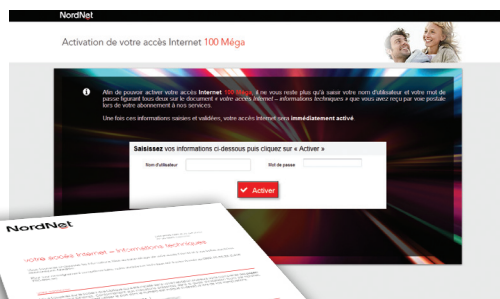 NordNet
Activation de votre accès Internet 100 Méga
Afin de pouvoir activer votre accès Internet 100 Méga, il ne vous reste plus qu'à saisir votre nom d'utilisateur et votre mot de
passe figurant tous deux sur le document « votre accès Internet – informations techniques » que vous avez reçu par voie postale
lors de votre abonnement à nos services.
Une fois ces informations saisies et validées, votre accès Internet sera immédiatement activé.
Saisissez vos informations ci-dessous puis cliquez sur « Activer »
Nom d'utilisateur
Mot de passe
Activer
NordNet
votre accès Internet – informations techniques